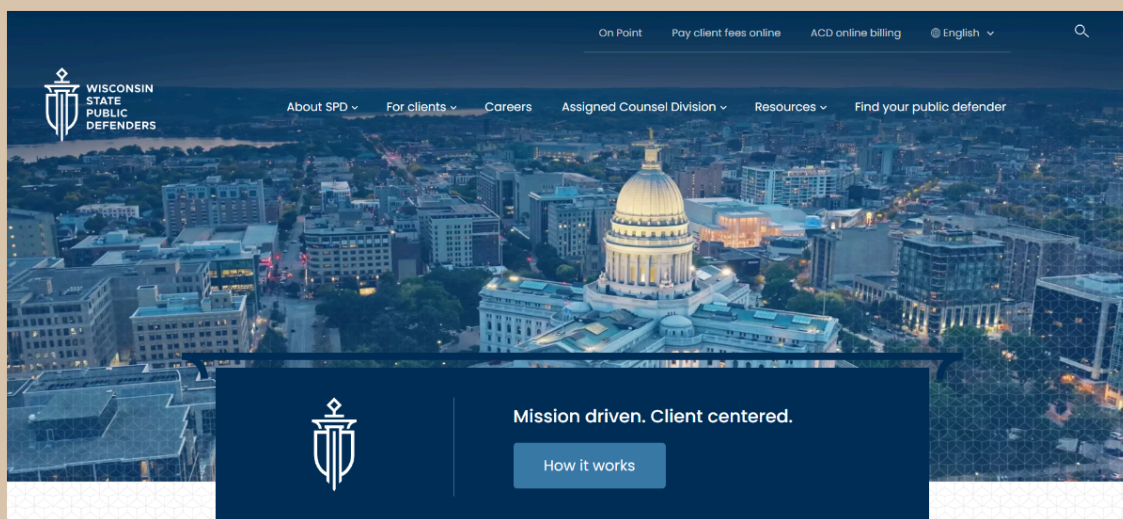 On Point Pay client fees online ACD online billing English
WISCONSIN
STATE
PUBLIC
DEFENDERS
About SPD For clients Careers Assigned Counsel Division Resources Find your public defender
Mission driven. Client centered.
How it works